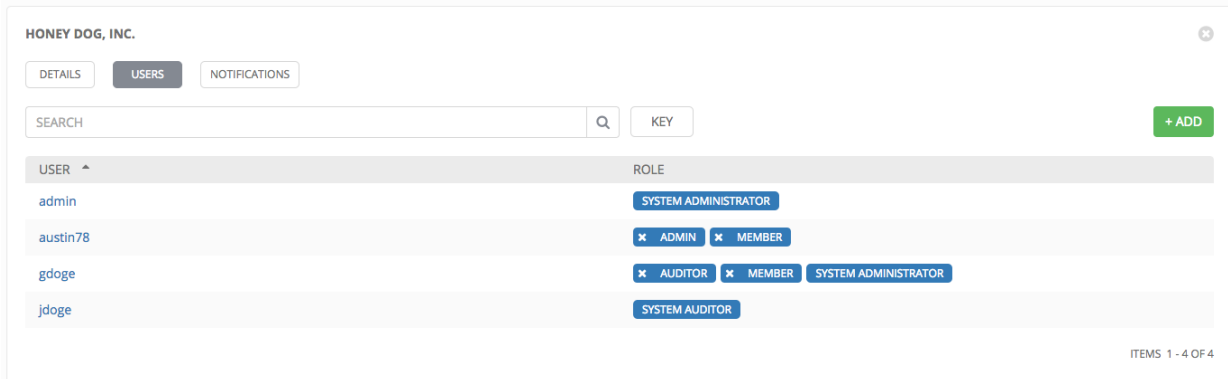 HONEY DOG, INC.
DETAILS USERS NOTIFICATIONS
SEARCH KEY + ADD
USER ROLE
admin SYSTEM ADMINISTRATOR
austin78 ADMIN MEMBER
gdoge AUDITOR MEMBER SYSTEM ADMINISTRATOR
jdoge SYSTEM AUDITOR
ITEMS 1 - 4 OF 4